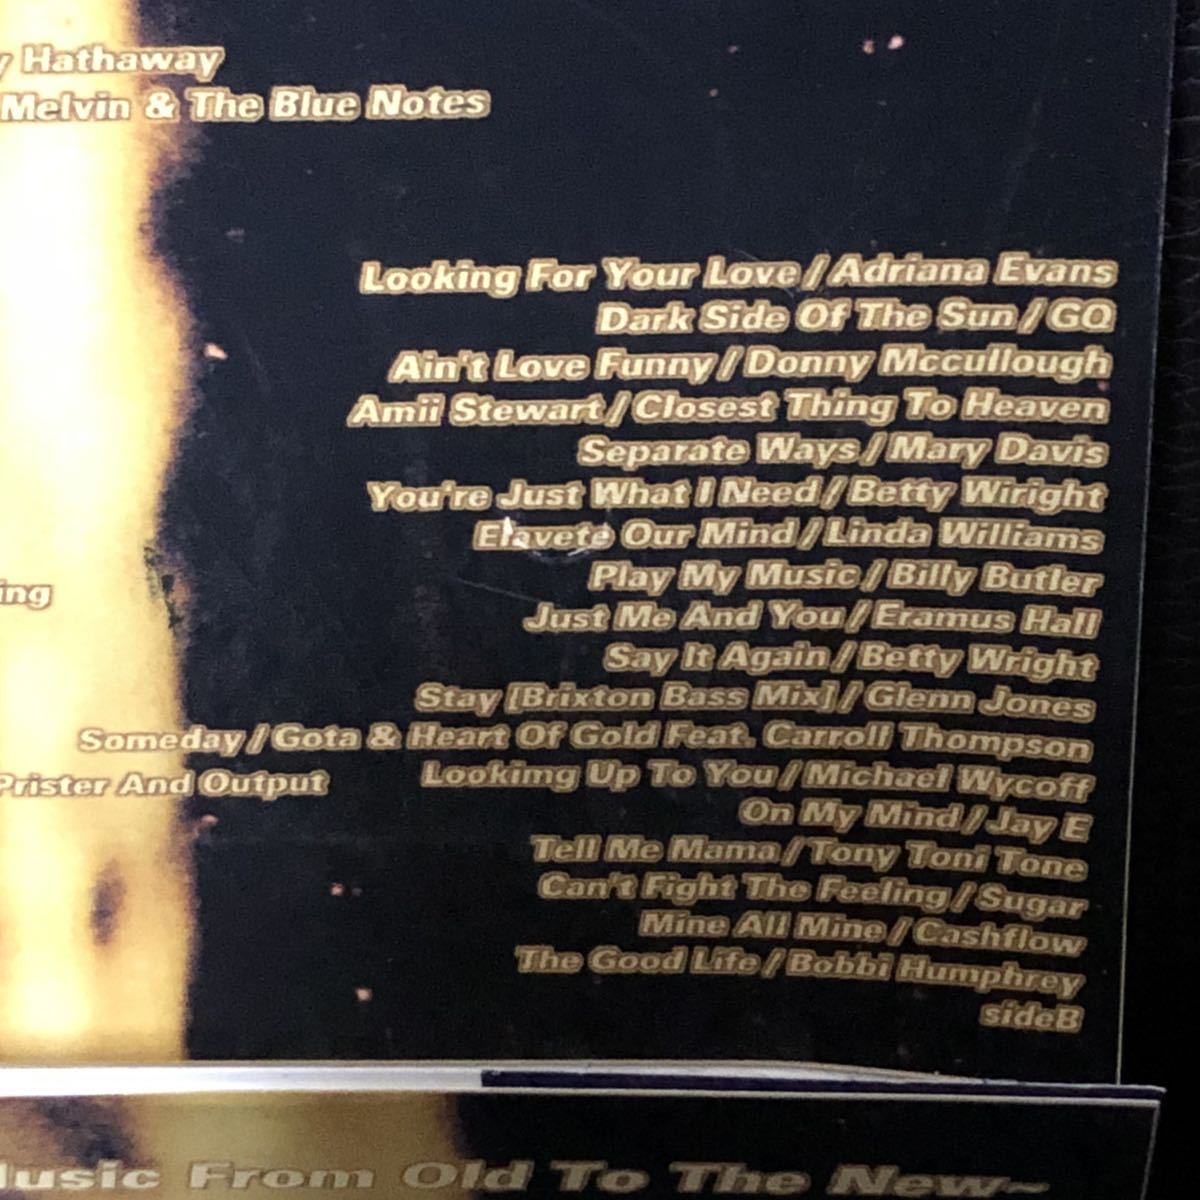 y Hathaway
Melvin & The Blue Notes
Looking For Your Love / Adriana Evans
Dark Side Of The Sun / GQ
Ain't Love Funny / Donny Mccullough
Amii Stewart / Closest Thing To Heaven
Separate Ways / Mary Davis
You're Just What I Need / Betty Wiright
Elavete Our Mind / Linda Williams
ing
Play My Music / Billy Butler
Just Me And You / Eramus Hall
Say It Again / Betty Wright
Stay [Brixton Bass Mix] / Glenn Jones
Someday / Gota & Heart Of Gold Feat. Carroll Thompson
Prister And Output
Lookimg Up To You / Michael Wycoff
On My Mind / Jay E
Tell Me Mama / Tony Toni Tone
Can't Fight The Feeling / Sugar
Mine All Mine / Cashflow
The Good Life / Bobbi Humphrey
sideB
Music From Old To The New~